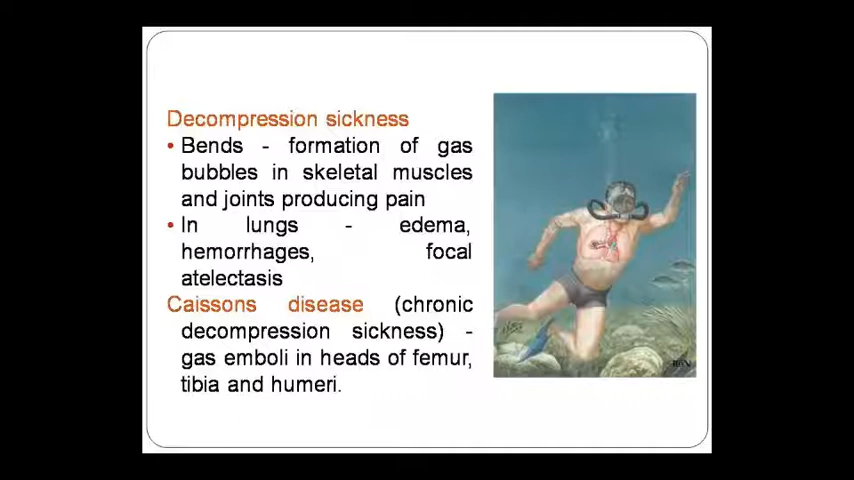 Decompression sickness
• Bends - formation of gas
bubbles in skeletal muscles
and joints producing pain
• In lungs - edema,
hemorrhages, focal
atelectasis
Caissons disease (chronic
decompression sickness) -
gas emboli in heads of femur,
tibia and humeri.